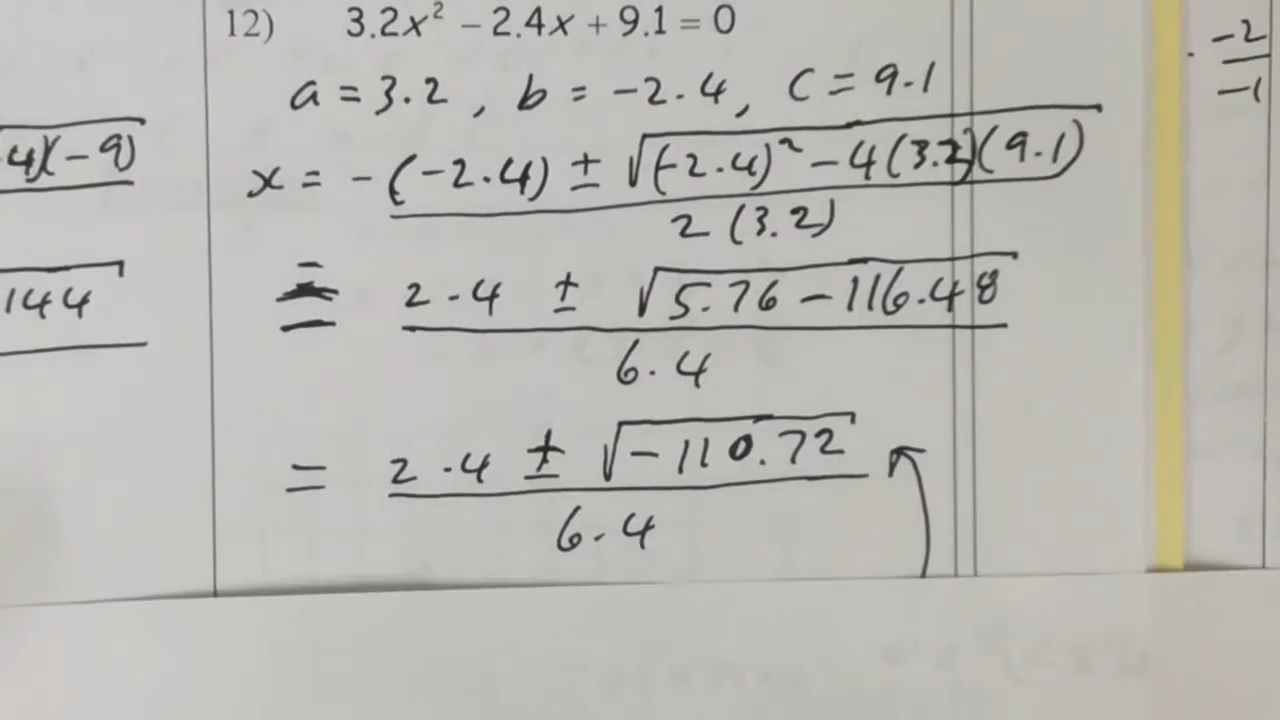 12) 3.2x² − 2.4x + 9.1 = 0
a = 3.2 , b = −2.4, c = 9.1
x = −(−2.4) ± √(−2.4)² − 4(3.2)(9.1)
2 (3.2)
= 2.4 ± √5.76 − 116.48
6.4
= 2.4 ± √−110.72
6.4
4)(−9)
144
−2
−1